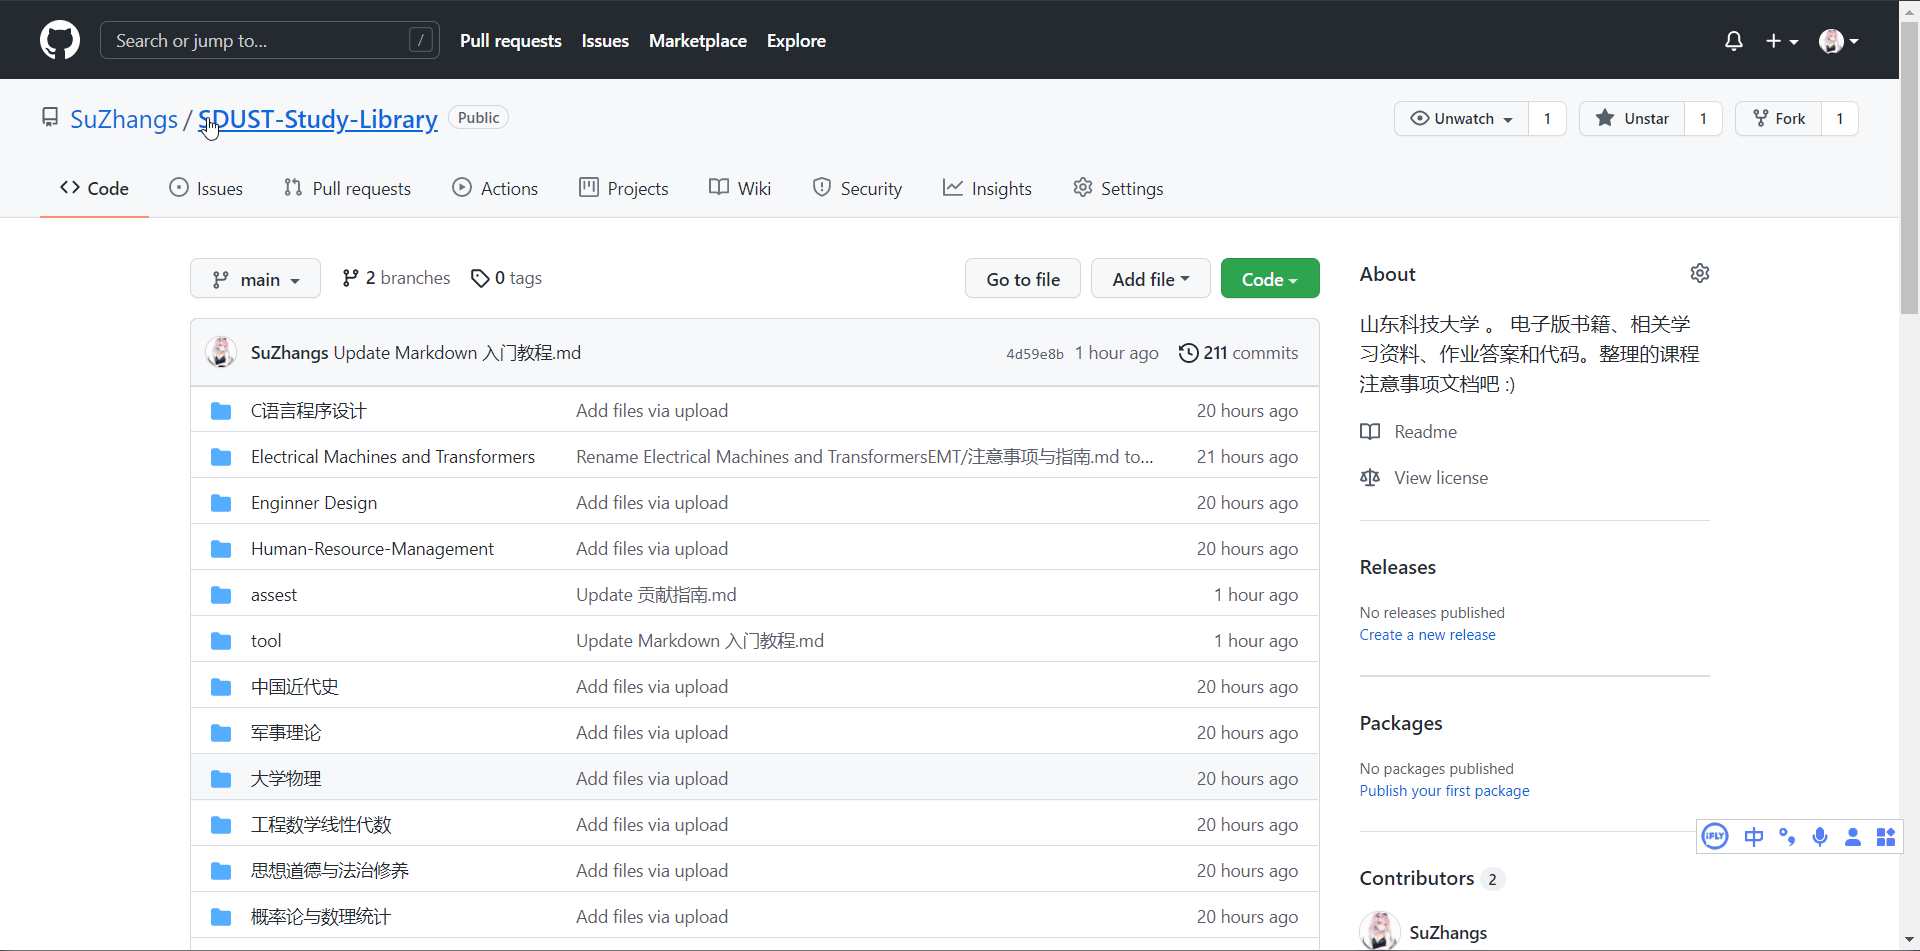 Search or jump to... /
Pull requests Issues Marketplace Explore
SuZhangs / SDUST-Study-Library Public
Unwatch 1 Unstar 1 Fork 1
Code Issues Pull requests Actions Projects Wiki Security Insights Settings
main 2 branches 0 tags Go to file Add file Code
SuZhangs Update Markdown 入门教程.md 4d59e8b 1 hour ago 211 commits
C语言程序设计 Add files via upload 20 hours ago
Electrical Machines and Transformers Rename Electrical Machines and TransformersEMT/注意事项与指南.md to... 21 hours ago
Enginner Design Add files via upload 20 hours ago
Human-Resource-Management Add files via upload 20 hours ago
assest Update 贡献指南.md 1 hour ago
tool Update Markdown 入门教程.md 1 hour ago
中国近代史 Add files via upload 20 hours ago
军事理论 Add files via upload 20 hours ago
大学物理 Add files via upload 20 hours ago
工程数学线性代数 Add files via upload 20 hours ago
思想道德与法治修养 Add files via upload 20 hours ago
概率论与数理统计 Add files via upload 20 hours ago
About
山东科技大学 。 电子版书籍、相关学
习资料、作业答案和代码。整理的课程
注意事项文档吧 :)
Readme
View license
Releases
No releases published
Create a new release
Packages
No packages published
Publish your first package
iFLY 中
Contributors 2
SuZhangs